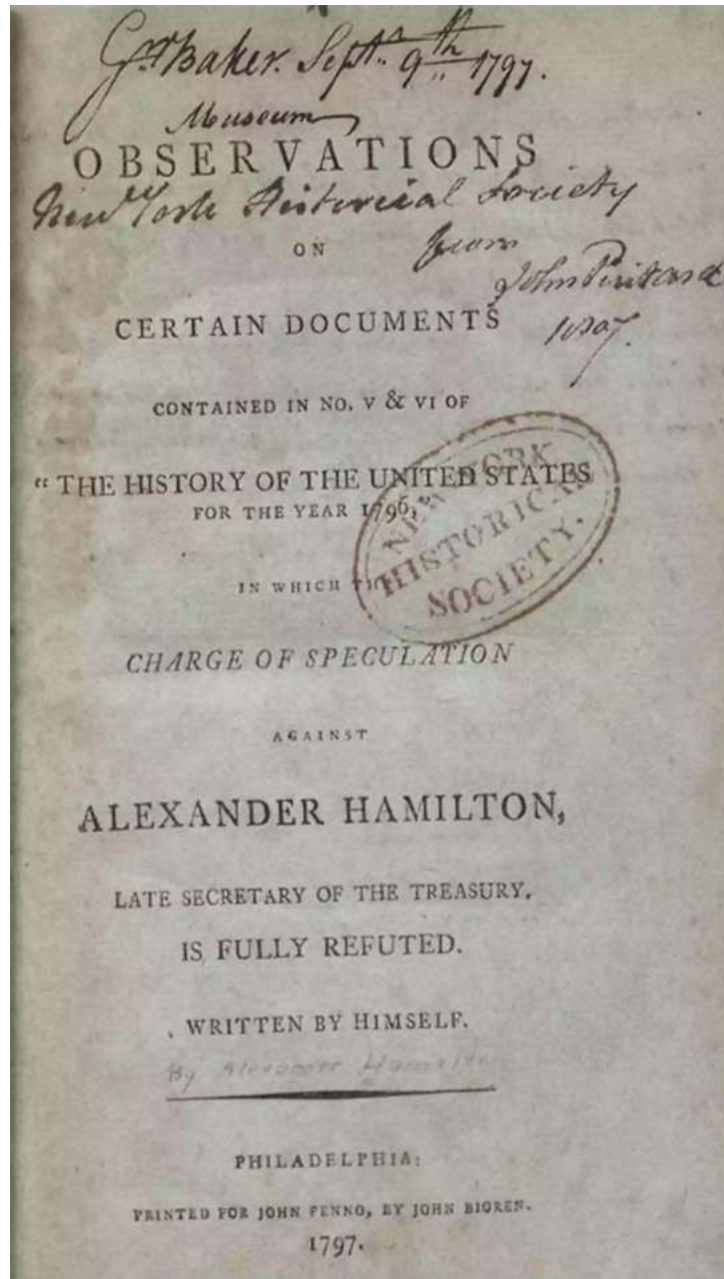 Gr. Baker. Sept. 9th 1797.
Museum
OBSERVATIONS
New York Historical Society
ON
from
John Pintard
1807.
CERTAIN DOCUMENTS
CONTAINED IN NO. V & VI OF
"THE HISTORY OF THE UNITED STATES
FOR THE YEAR 1796,"
IN WHICH THE
NEW YORK
HISTORICAL
SOCIETY.
CHARGE OF SPECULATION
AGAINST
ALEXANDER HAMILTON,
LATE SECRETARY OF THE TREASURY,
IS FULLY REFUTED.
WRITTEN BY HIMSELF.
By Alexander Hamilton
PHILADELPHIA:
PRINTED FOR JOHN FENNO, BY JOHN BIOREN.
1797.